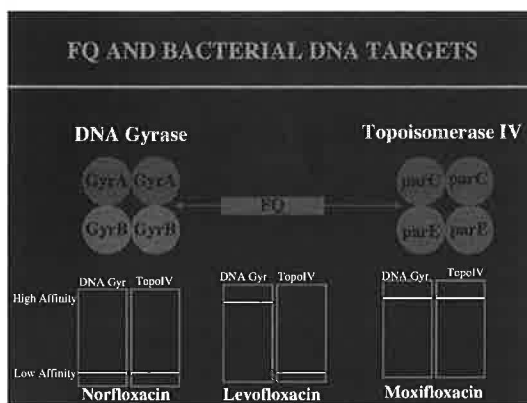 FQ AND BACTERIAL DNA TARGETS
DNA Gyrase
Topoisomerase IV
GyrA GyrA
parC parC
FQ
GyrB GyrB
parE parE
DNA Gyr TopoIV
DNA Gyr TopoIV
DNA Gyr TopoIV
High Affinity
Low Affinity
Norfloxacin
Levofloxacin
Moxifloxacin